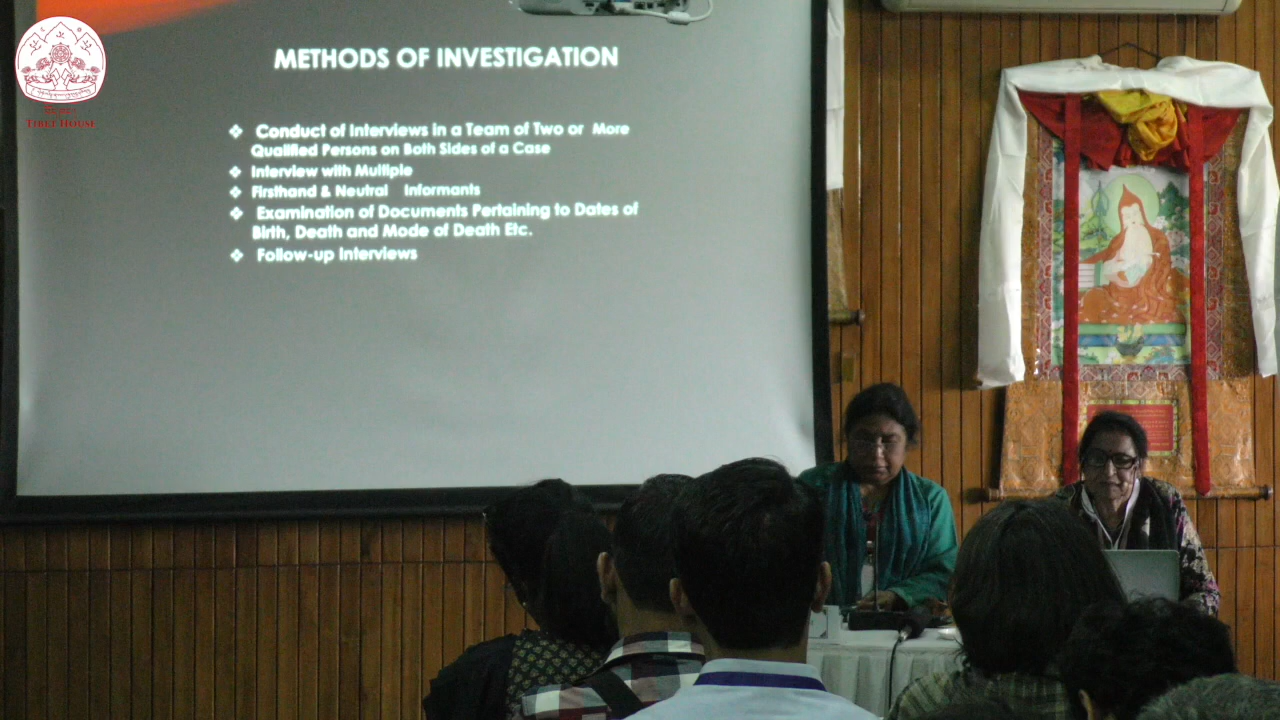 TIBET HOUSE
METHODS OF INVESTIGATION
❖ Conduct of Interviews in a Team of Two or More
Qualified Persons on Both Sides of a Case
❖ Interview with Multiple
❖ Firsthand & Neutral Informants
❖ Examination of Documents Pertaining to Dates of
Birth, Death and Mode of Death Etc.
❖ Follow-up Interviews